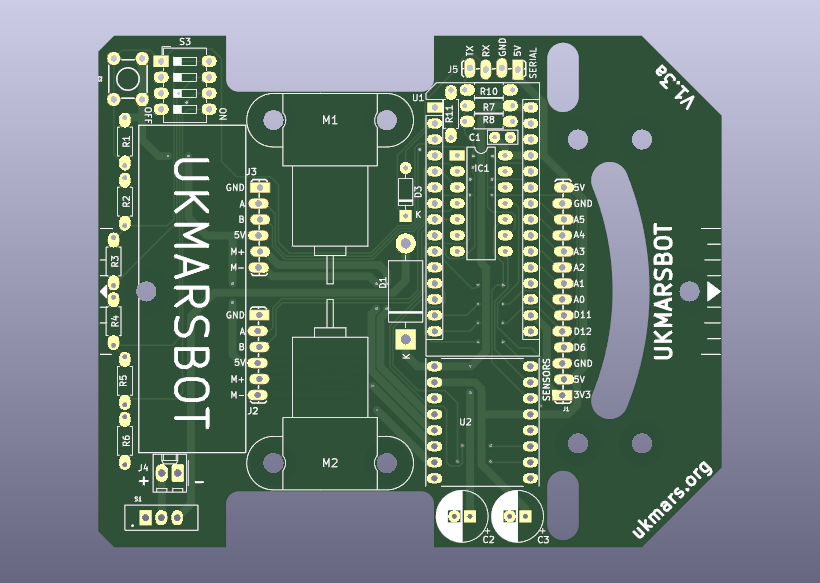 S3
OFF
ON
R1
R2
R3
R4
R5
R6
J4
+
-
S1
UKMARSBOT
J3
GND
A
B
5V
M+
M-
GND
A
B
5V
M+
M-
J2
M1
M2
D3
K
D1
K
J5
TX
RX
GND
5V
SERIAL
U1
R10
R7
R8
R11
C1
IC1
U2
5V
GND
A5
A4
A3
A2
A1
A0
D11
D12
D6
GND
5V
3V3
J1
SENSORS
+
C2
+
C3
V1.3a
UKMARSBOT
ukmars.org